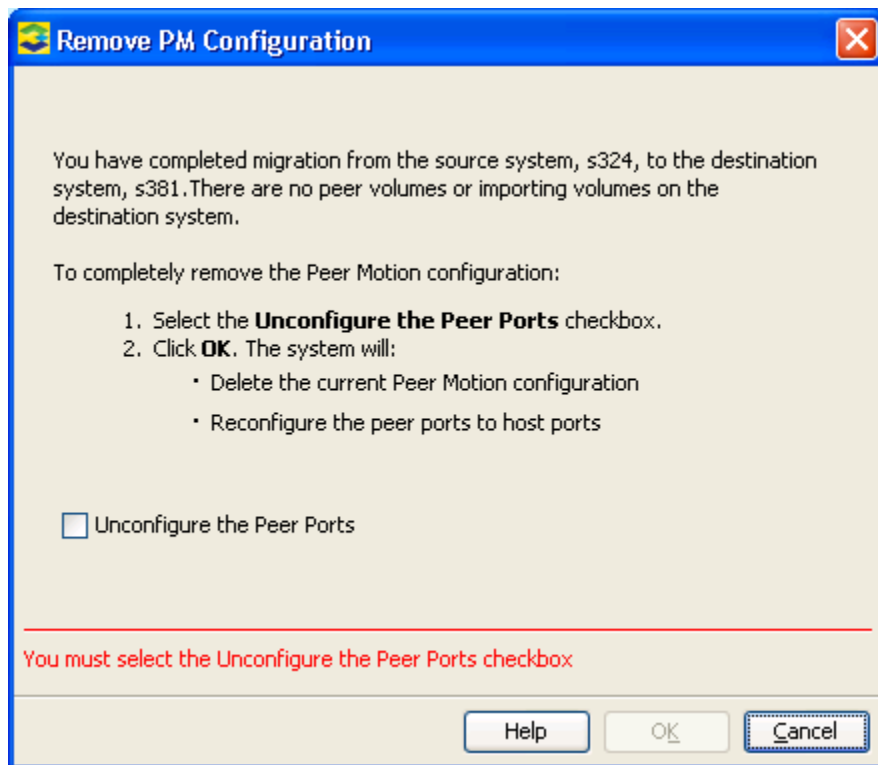 Remove PM Configuration
You have completed migration from the source system, s324, to the destination
system, s381.There are no peer volumes or importing volumes on the
destination system.
To completely remove the Peer Motion configuration:
1. Select the Unconfigure the Peer Ports checkbox.
2. Click OK. The system will:
· Delete the current Peer Motion configuration
· Reconfigure the peer ports to host ports
Unconfigure the Peer Ports
You must select the Unconfigure the Peer Ports checkbox
Help OK Cancel